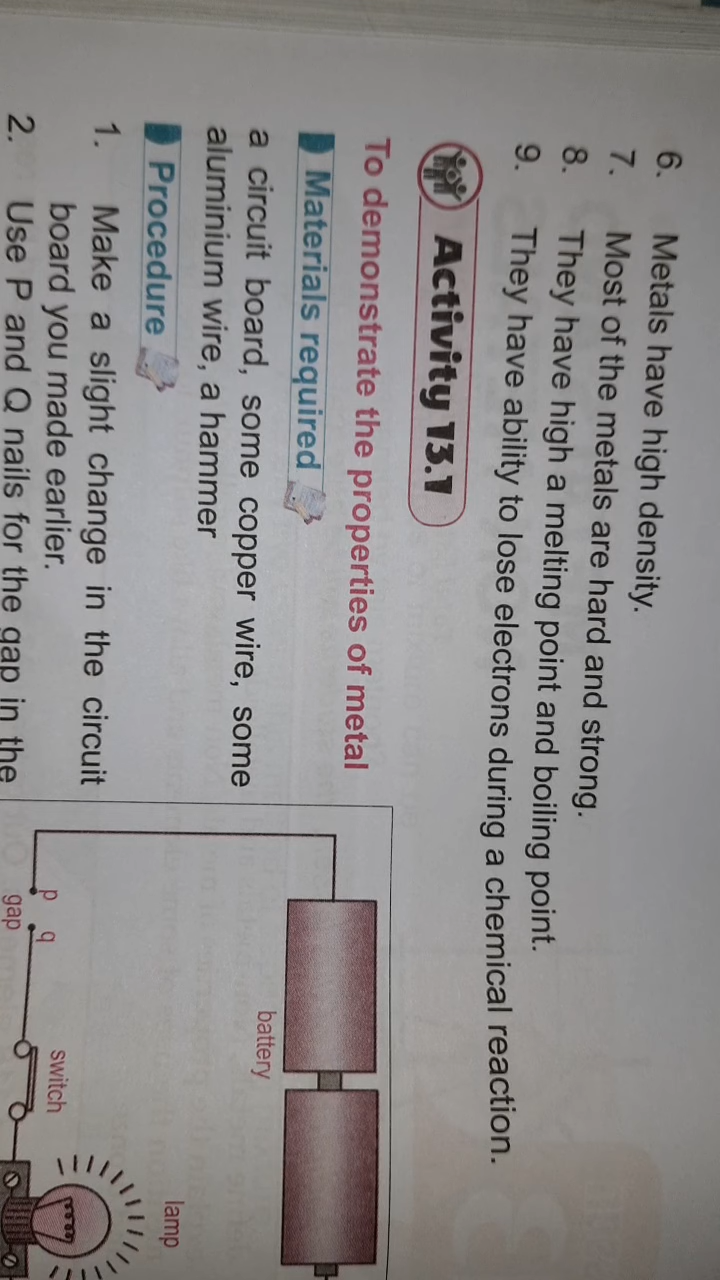 6. Metals have high density.
7. Most of the metals are hard and strong.
8. They have high a melting point and boiling point.
9. They have ability to lose electrons during a chemical reaction.
Activity 13.1
To demonstrate the properties of metal
Materials required
a circuit board, some copper wire, some
aluminium wire, a hammer
Procedure
1. Make a slight change in the circuit
board you made earlier.
2. Use P and Q nails for the gap in the
battery
lamp
p q
switch
gap